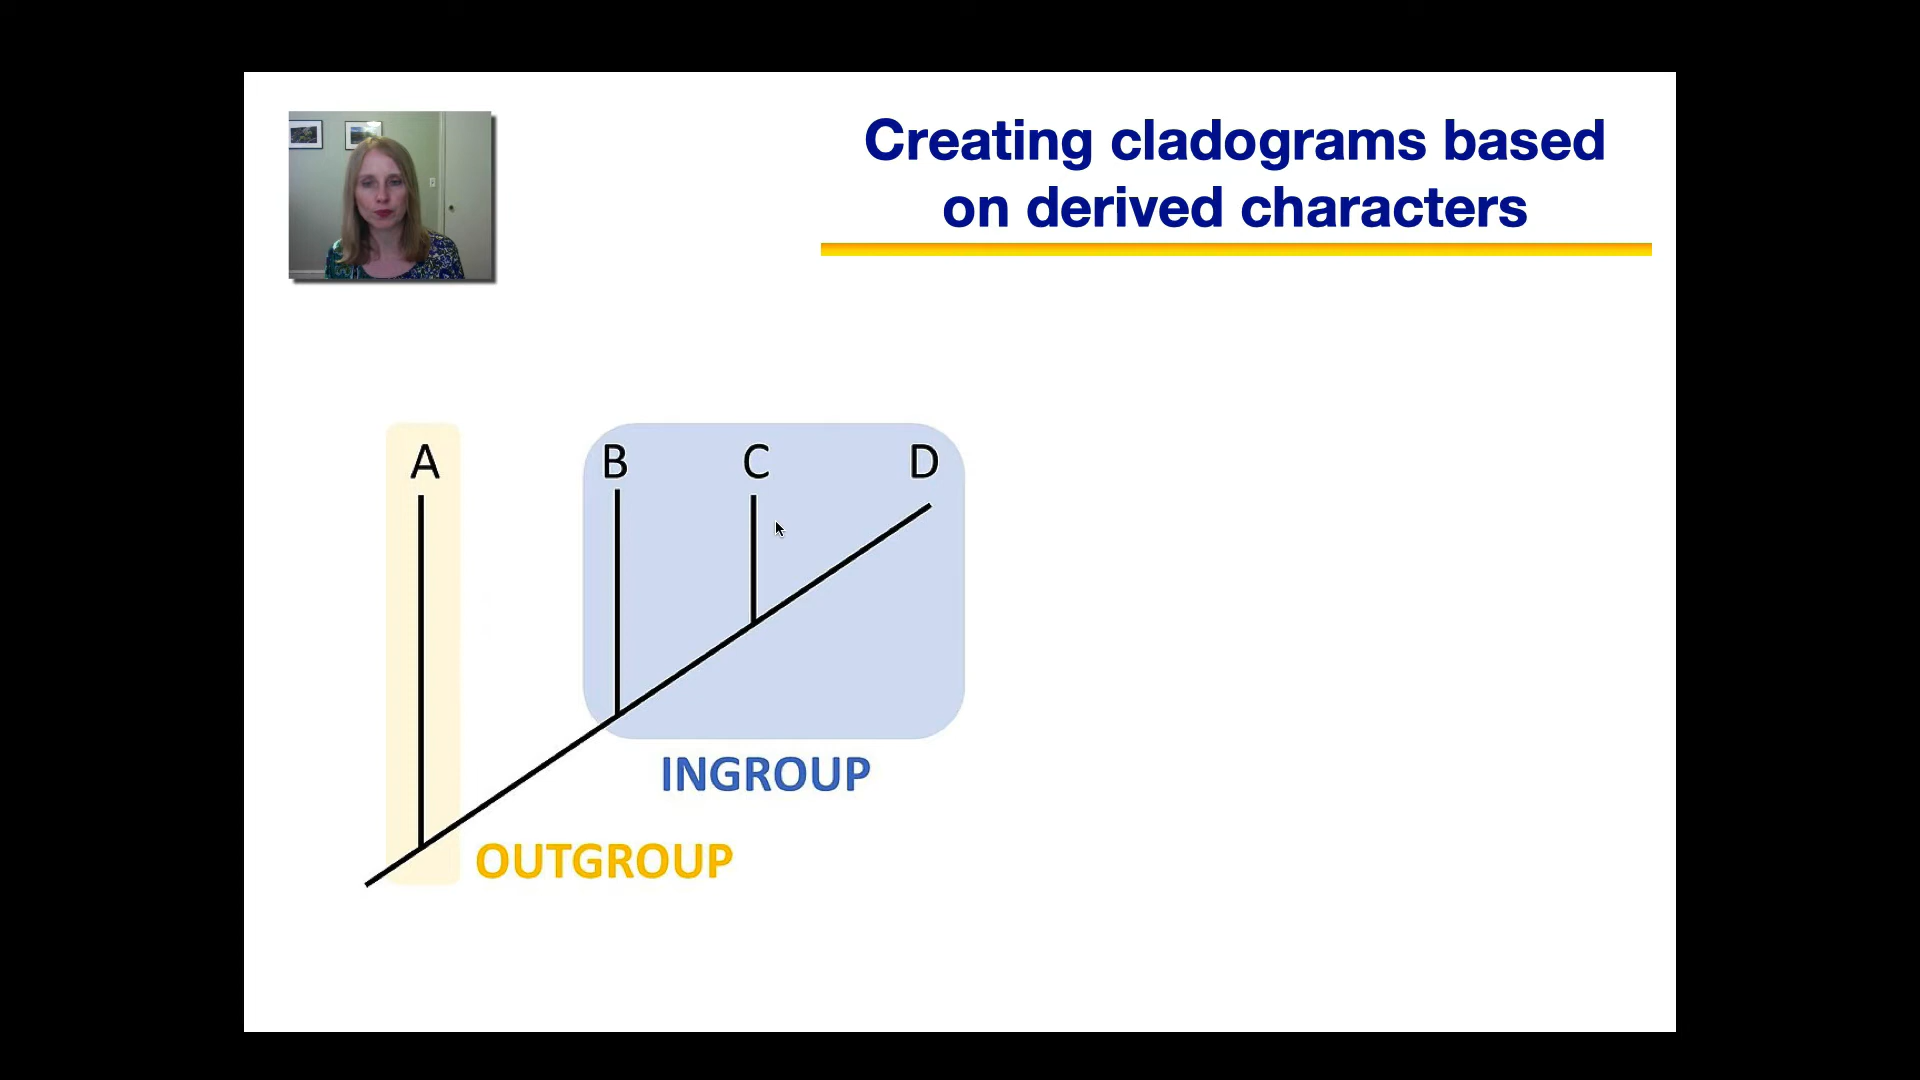 Creating cladograms based
on derived characters
A B C D
INGROUP
OUTGROUP